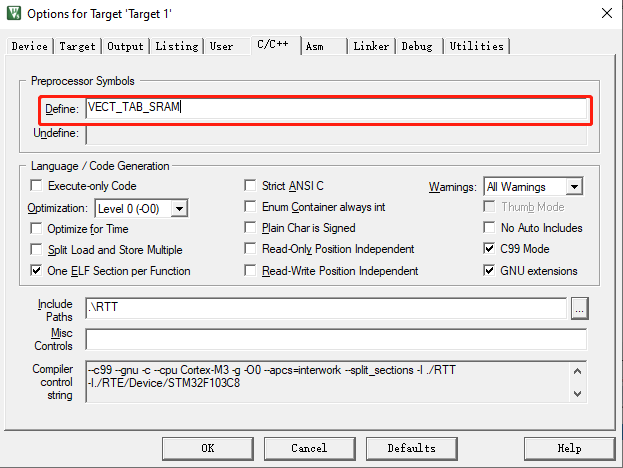 Options for Target 'Target 1'
Device Target Output Listing User C/C++ Asm Linker Debug Utilities
Preprocessor Symbols
Define: VECT_TAB_SRAM
Undefine:
Language / Code Generation
Execute-only Code
Strict ANSI C
Warnings: All Warnings
Optimization: Level 0 (-O0)
Enum Container always int
Thumb Mode
Optimize for Time
Plain Char is Signed
No Auto Includes
Split Load and Store Multiple
Read-Only Position Independent
C99 Mode
One ELF Section per Function
Read-Write Position Independent
GNU extensions
Include Paths
.\RTT
...
Misc Controls
Compiler control string
--c99 --gnu -c --cpu Cortex-M3 -g -O0 --apcs=interwork --split_sections -I ./RTT
-I./RTE/Device/STM32F103C8
OK Cancel Defaults Help